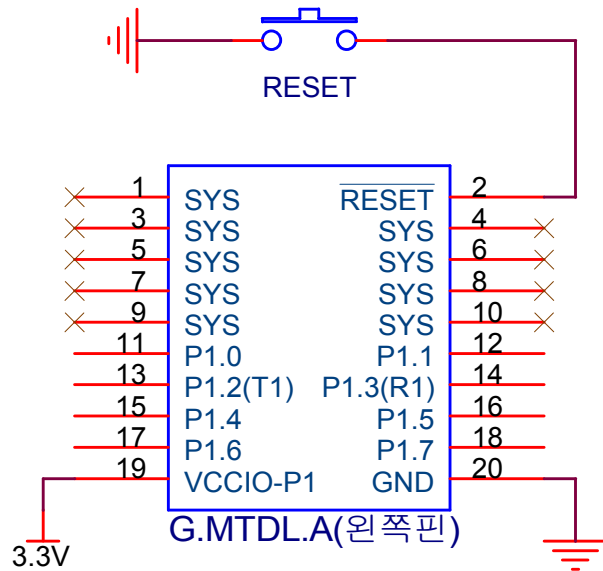 RESET
1 SYS RESET 2
3 SYS SYS 4
5 SYS SYS 6
7 SYS SYS 8
9 SYS SYS 10
11 P1.0 P1.1 12
13 P1.2(T1) P1.3(R1) 14
15 P1.4 P1.5 16
17 P1.6 P1.7 18
19 VCCIO-P1 GND 20
G.MTDL.A(왼쪽핀)
3.3V